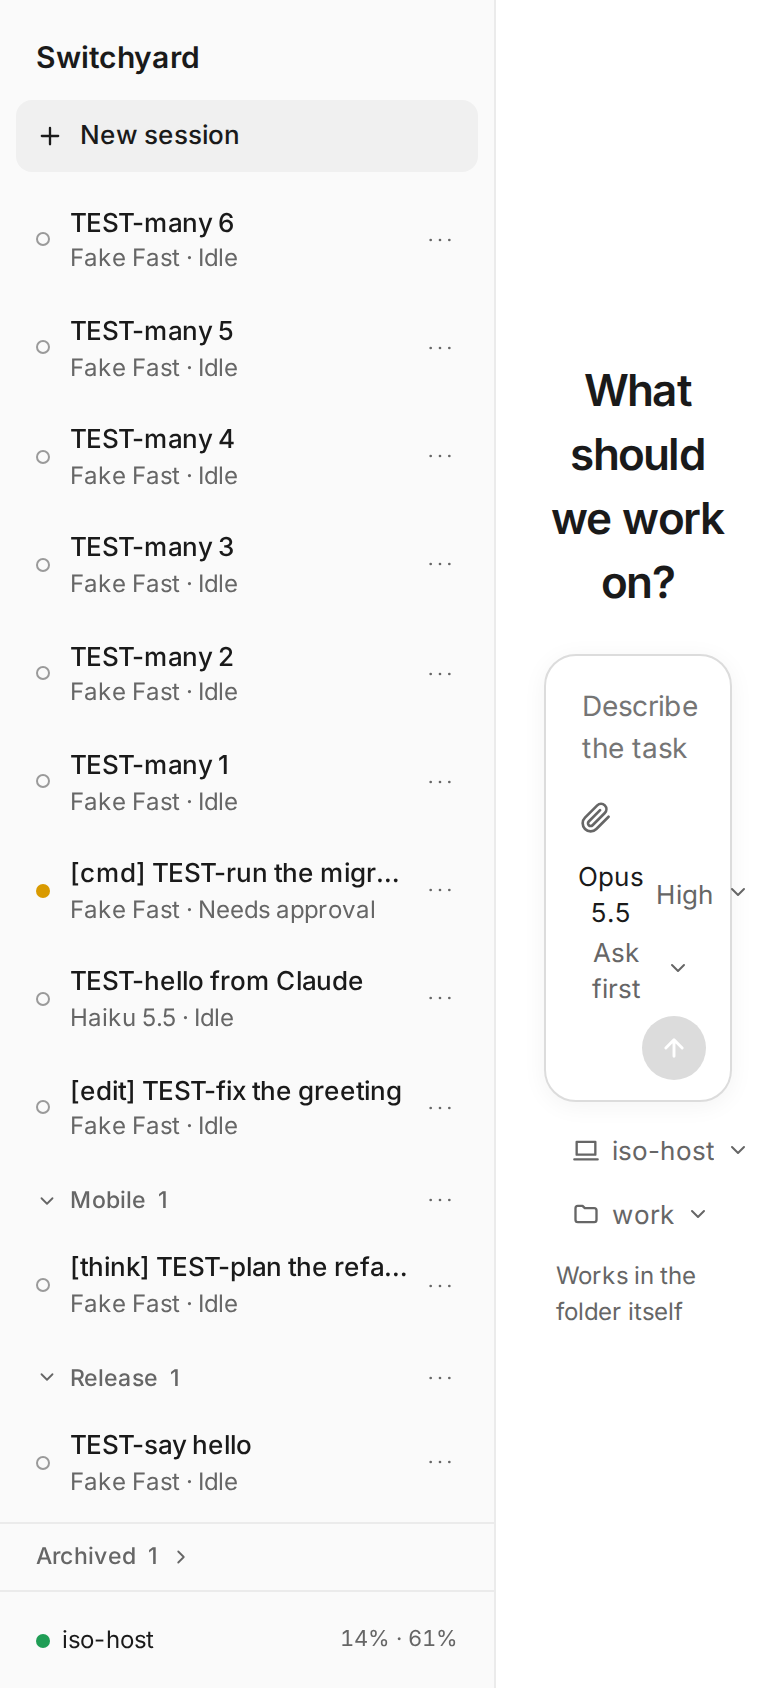 Switchyard
New session
TEST-many 6
Fake Fast · Idle
TEST-many 5
Fake Fast · Idle
TEST-many 4
Fake Fast · Idle
TEST-many 3
Fake Fast · Idle
TEST-many 2
Fake Fast · Idle
TEST-many 1
Fake Fast · Idle
[cmd] TEST-run the migr...
Fake Fast · Needs approval
TEST-hello from Claude
Haiku 5.5 · Idle
[edit] TEST-fix the greeting
Fake Fast · Idle
Mobile 1
[think] TEST-plan the refa...
Fake Fast · Idle
Release 1
TEST-say hello
Fake Fast · Idle
Archived 1
iso-host
14% · 61%
What
should
we work
on?
Describe
the task
Opus
5.5
High
Ask
first
iso-host
work
Works in the
folder itself